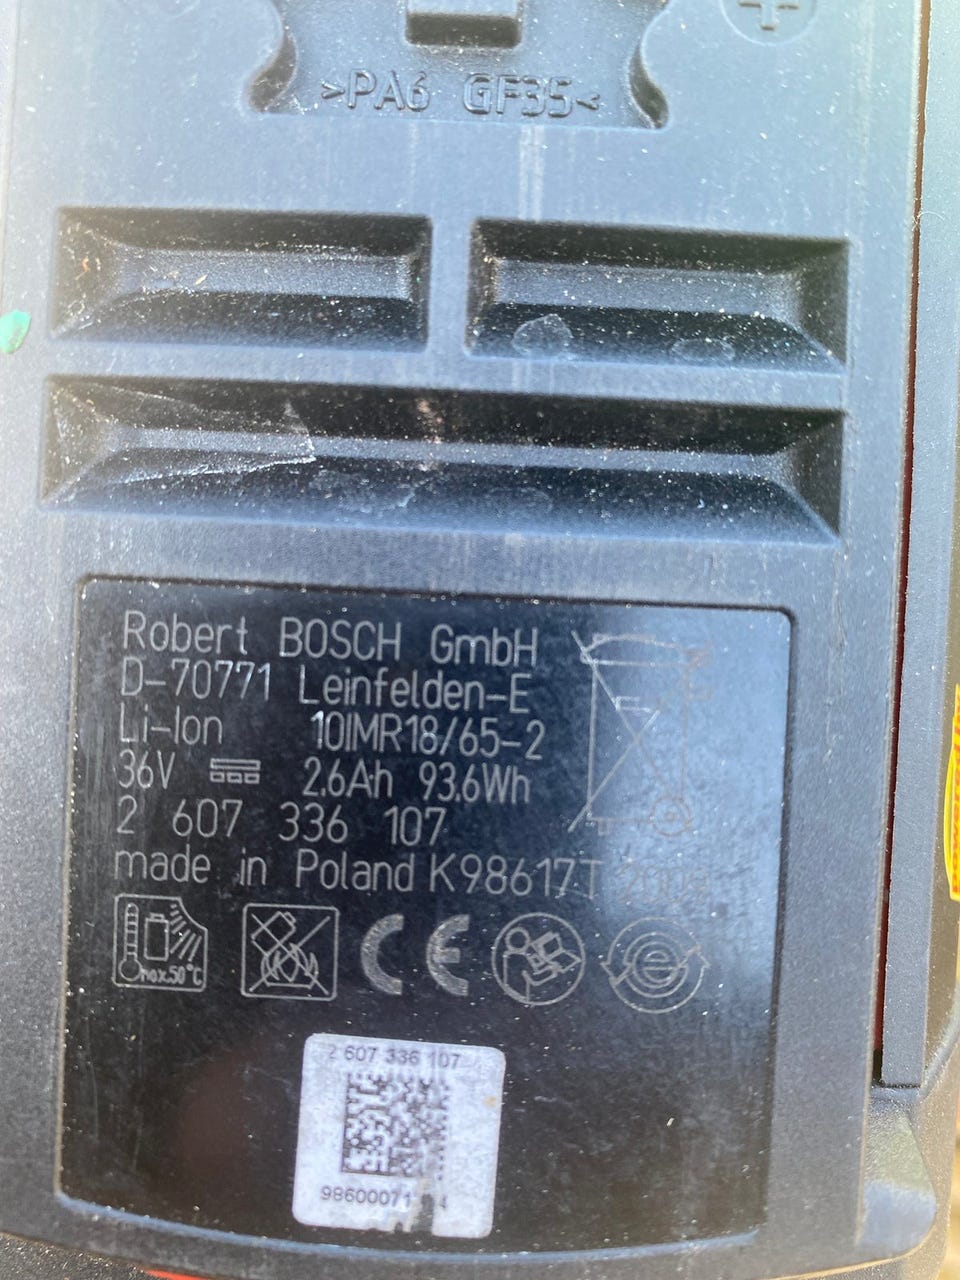 >PA6 GF35<
Robert BOSCH GmbH
D-70771 Leinfelden-E
Li-Ion 10IMR18/65-2
36V 2.6Ah 93.6Wh
2 607 336 107
made in Poland K98617T
max.50°C
CE
2 607 336 107